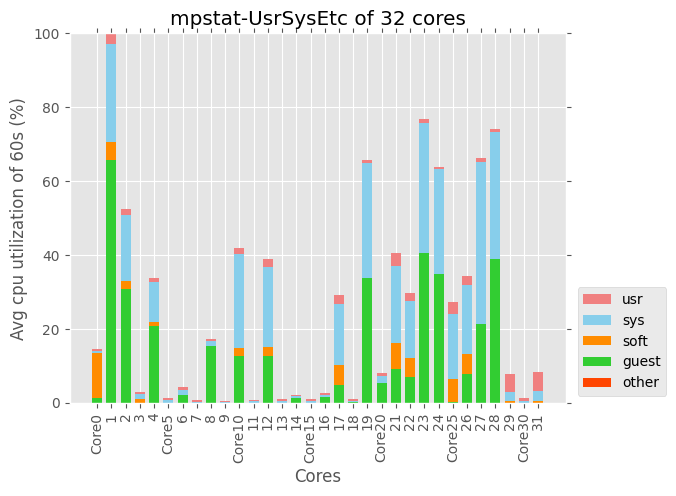 mpstat-UsrSysEtc of 32 cores
Avg cpu utilization of 60s (%)
100
80
60
40
20
0
Core0
1
2
3
4
Core5
6
7
8
9
Core10
11
12
13
14
Core15
16
17
18
19
Core20
21
22
23
24
Core25
26
27
28
29
Core30
31
Cores
usr
sys
soft
guest
other